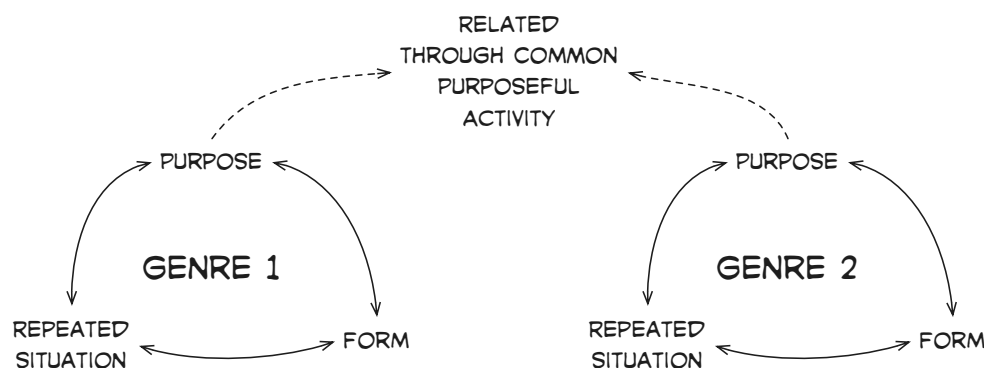 RELATED
THROUGH COMMON
PURPOSEFUL
ACTIVITY
PURPOSE
PURPOSE
GENRE 1
GENRE 2
REPEATED
SITUATION
FORM
REPEATED
SITUATION
FORM